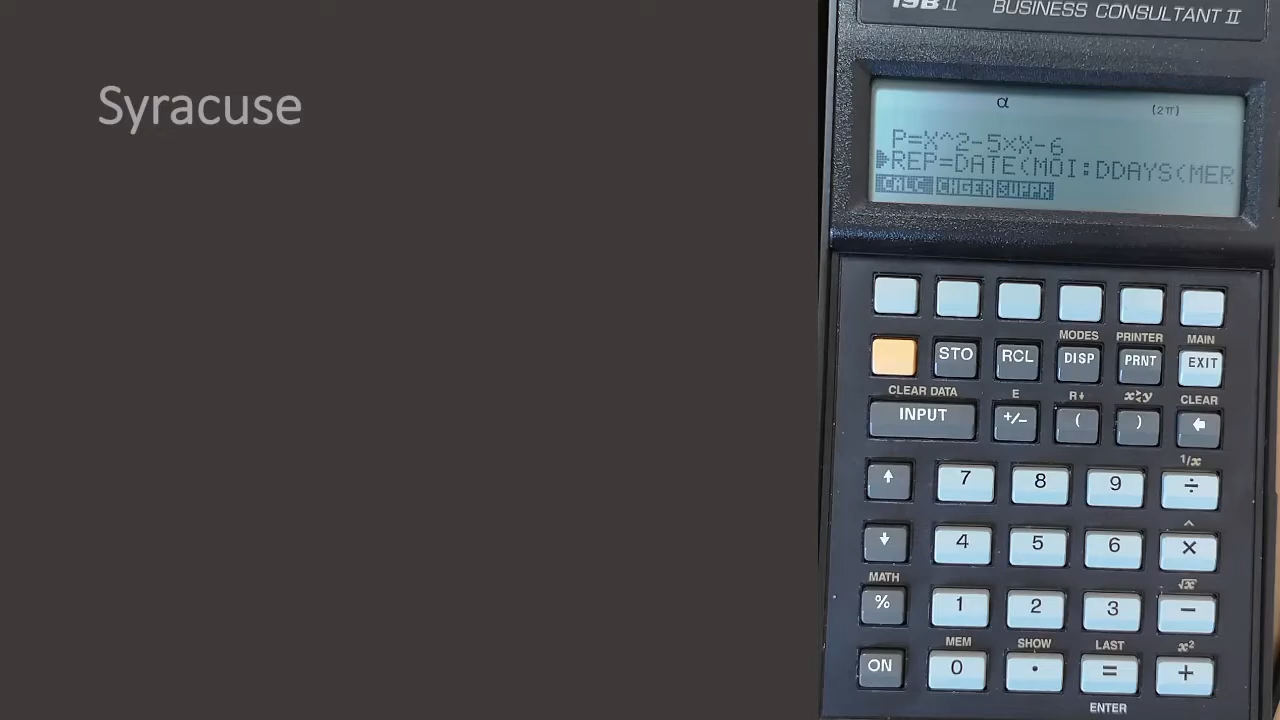 Syracuse
19B II BUSINESS CONSULTANT II
α (2π)
P=X^2-5×X-6
REP=DATE(MOI:DDAYS(MER
CALC CHGER SUPPR
MODES PRINTER MAIN
STO RCL DISP PRNT EXIT
CLEAR DATA E R↓ x≷y CLEAR
INPUT +/− ( ) ←
1/x
↑ 7 8 9 ÷
^
↓ 4 5 6 ×
MATH √x
% 1 2 3 −
MEM SHOW LAST x²
ON 0 · = +
ENTER